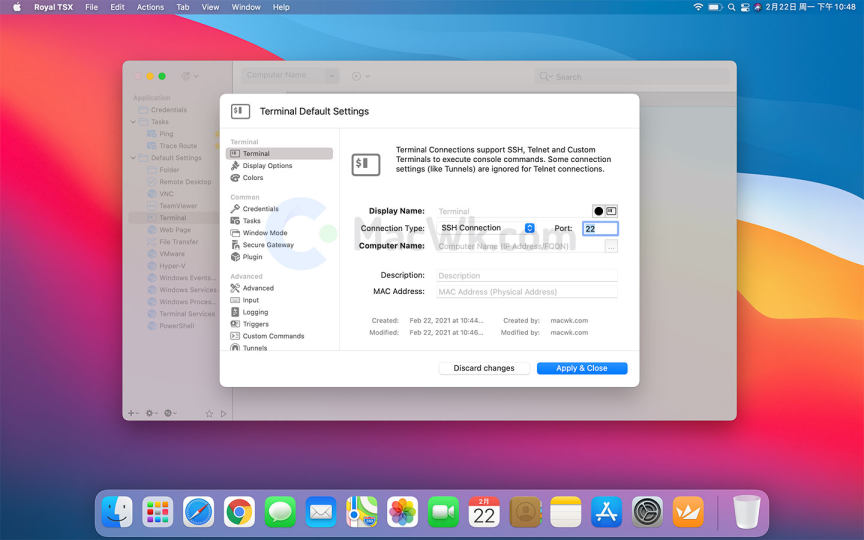 Royal TSX File Edit Actions Tab View Window Help 2月22日 周一 下午10:48
Computer Name
Search
Application
Credentials
Tasks
Ping
Trace Route
Default Settings
Folder
Remote Desktop
VNC
TeamViewer
Terminal
Web Page
File Transfer
VMware
Hyper-V
Windows Events...
Windows Services
Windows Proces...
Terminal Services
PowerShell
Terminal Default Settings
Terminal
Terminal
Display Options
Colors
Common
Credentials
Tasks
Window Mode
Secure Gateway
Plugin
Advanced
Advanced
Input
Logging
Triggers
Custom Commands
Tunnels
Terminal Connections support SSH, Telnet and Custom
Terminals to execute console commands. Some connection
settings (like Tunnels) are ignored for Telnet connections.
Display Name: Terminal
Connection Type: SSH Connection Port: 22
Computer Name: Computer Name (IP Address/FQDN) ...
MacWk.com
Description: Description
MAC Address: MAC Address (Physical Address)
Created: Feb 22, 2021 at 10:44... Created by: macwk.com
Modified: Feb 22, 2021 at 10:46... Modified by: macwk.com
Discard changes Apply & Close
2月
22